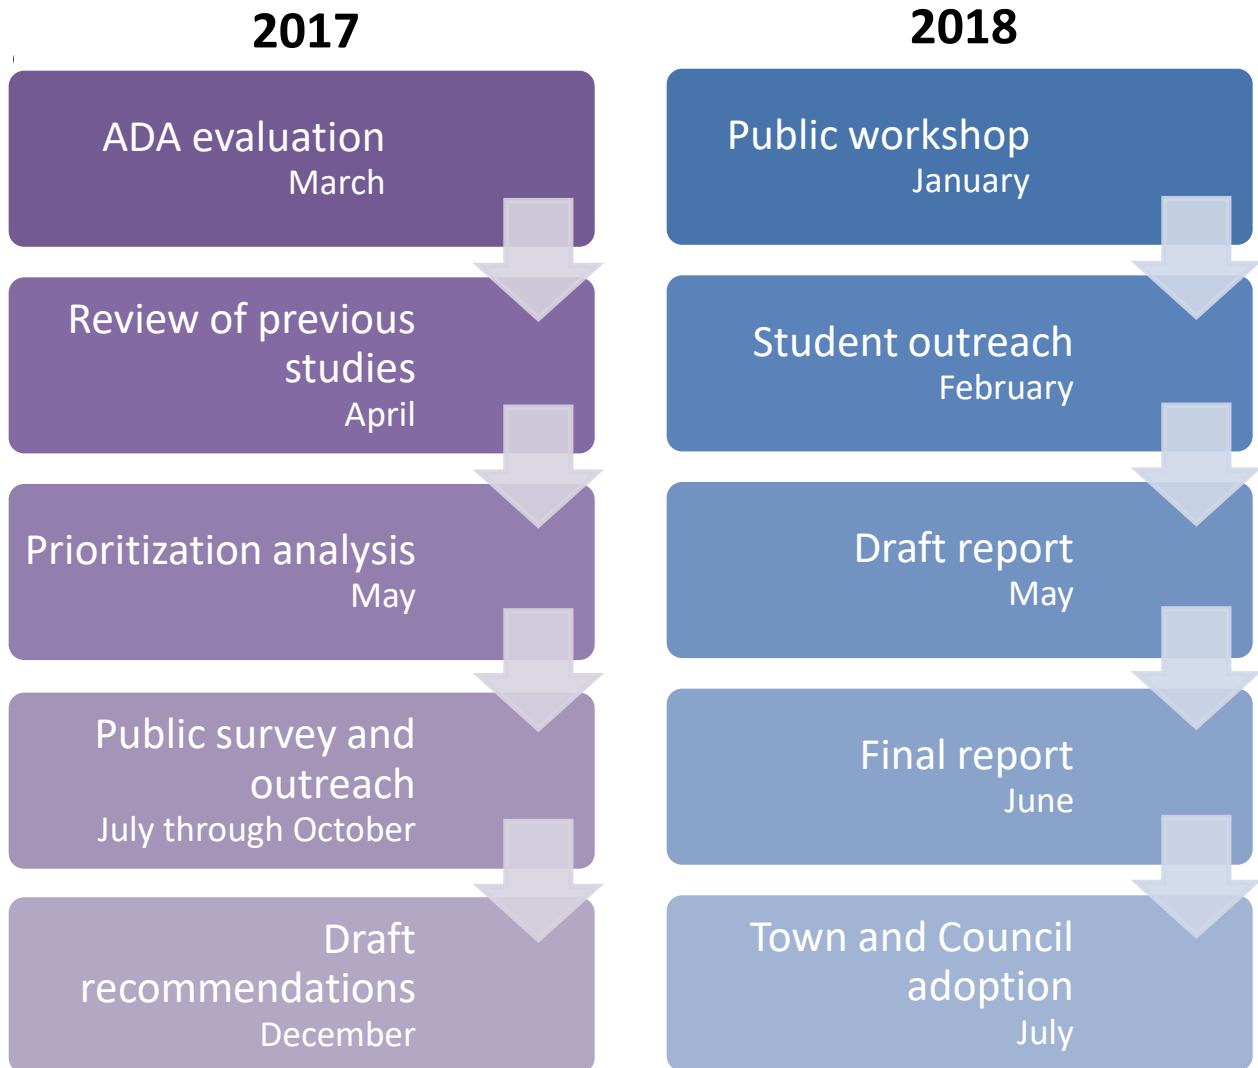 2017
ADA evaluation
March
Review of previous
studies
April
Prioritization analysis
May
Public survey and
outreach
July through October
Draft
recommendations
December
2018
Public workshop
January
Student outreach
February
Draft report
May
Final report
June
Town and Council
adoption
July